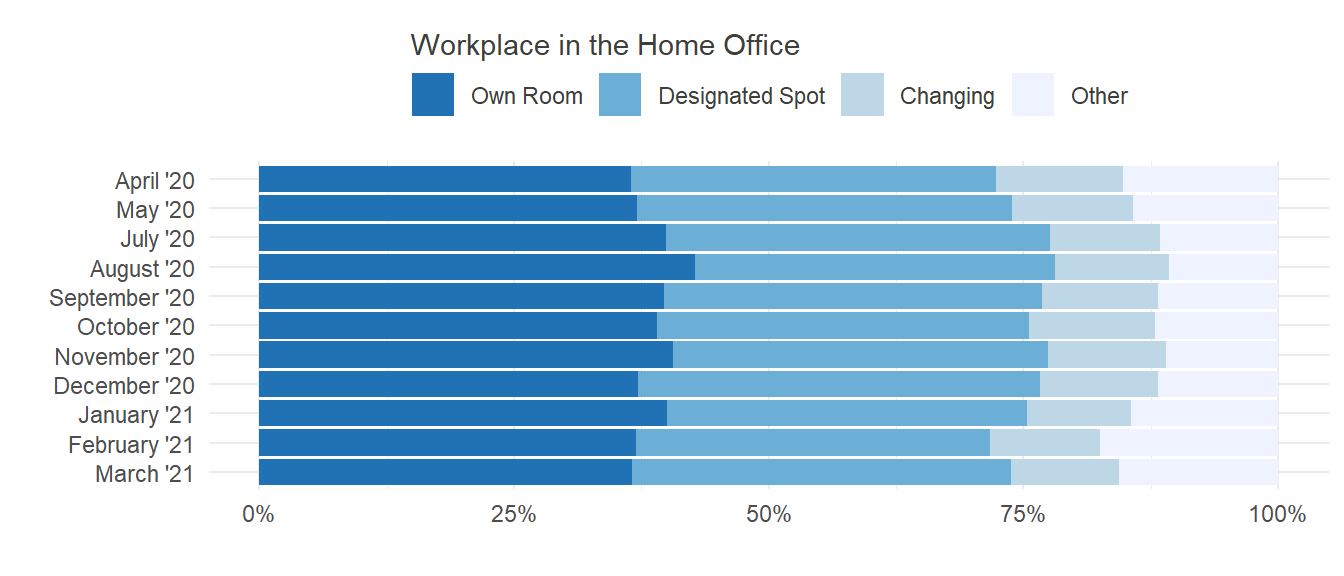 Workplace in the Home Office
Own Room Designated Spot Changing Other
April '20
May '20
July '20
August '20
September '20
October '20
November '20
December '20
January '21
February '21
March '21
0% 25% 50% 75% 100%